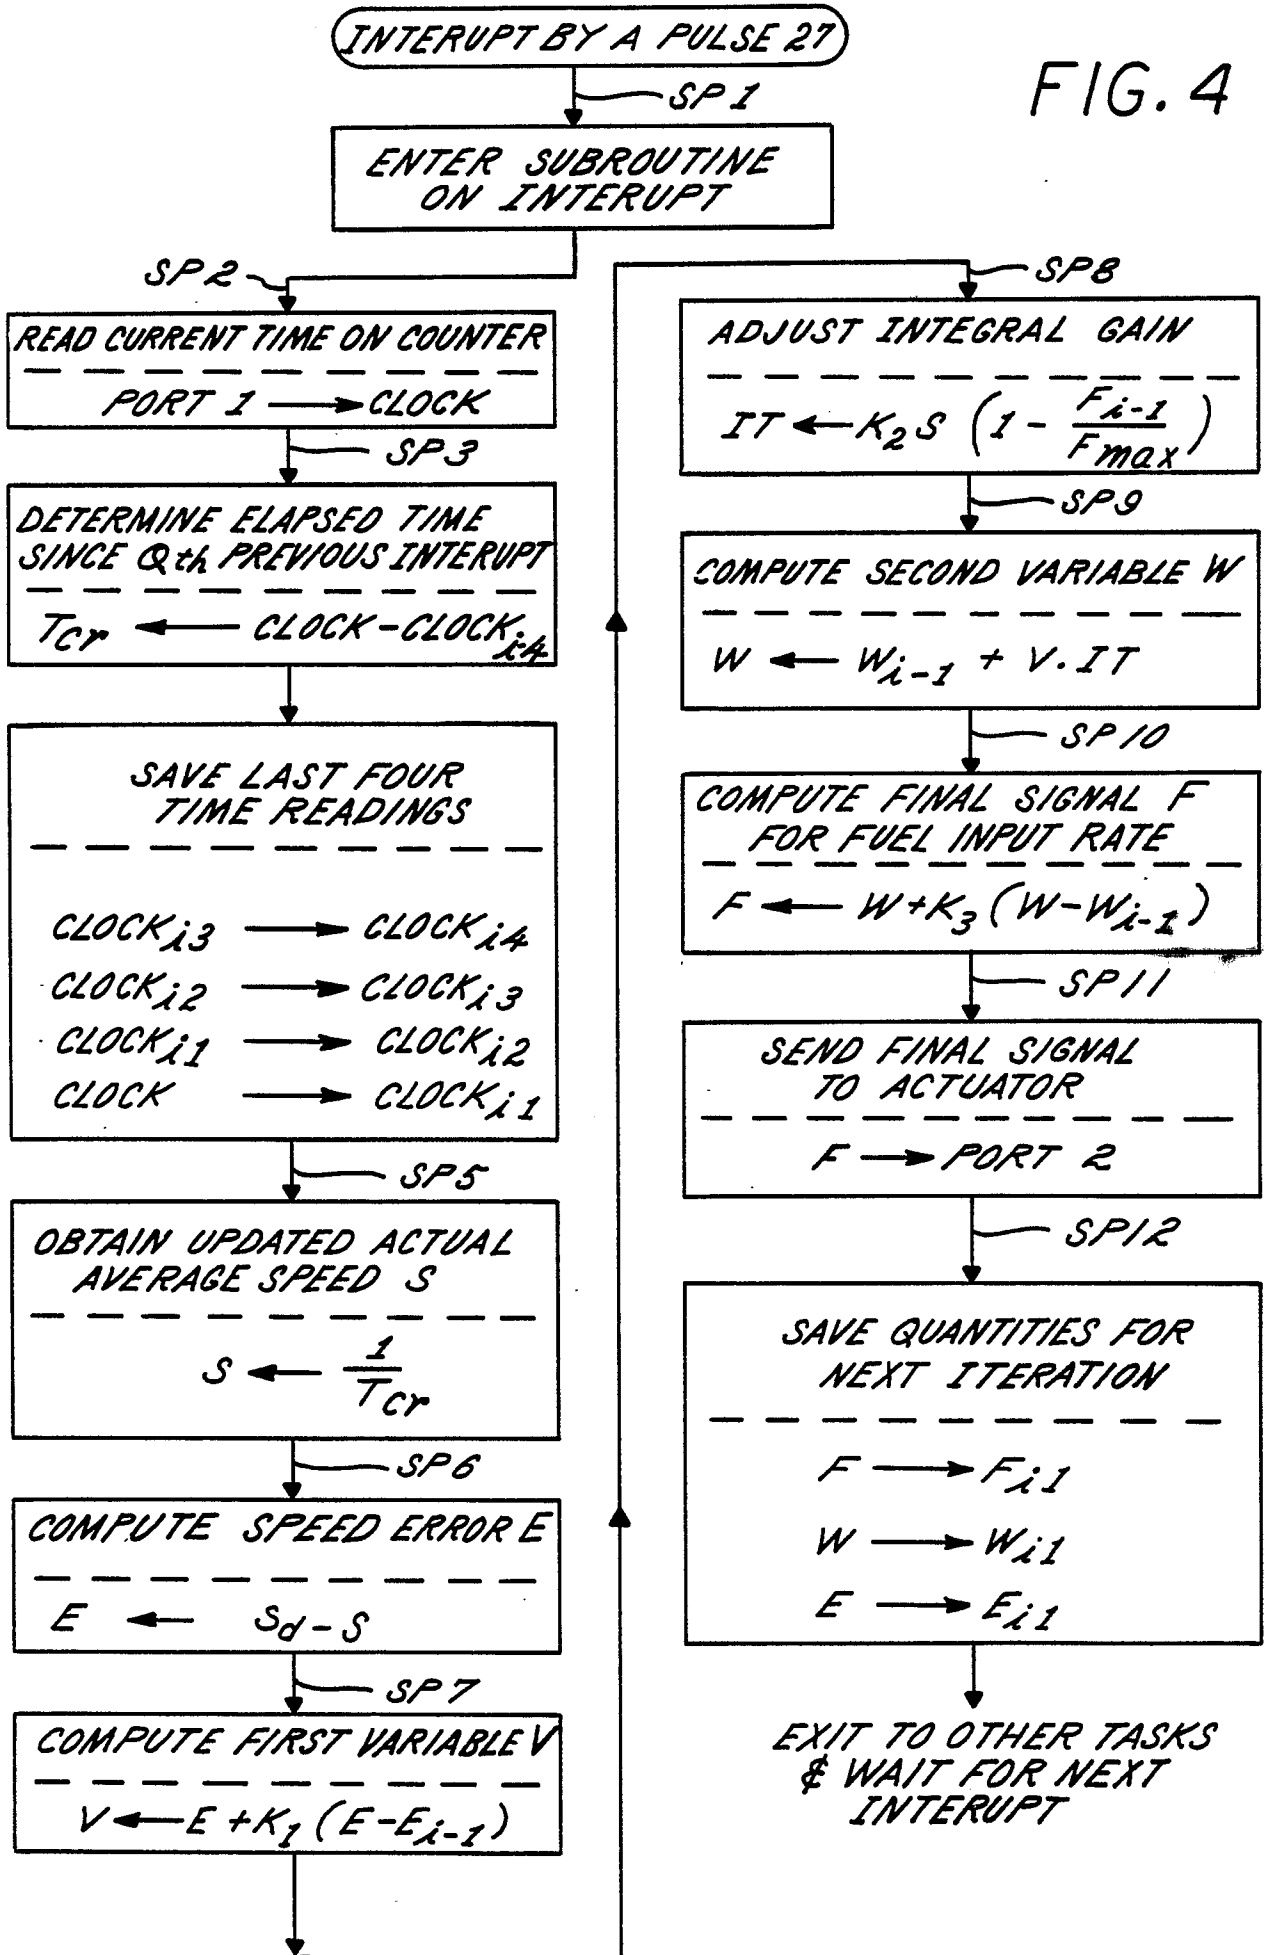 INTERUPT BY A PULSE 27
FIG. 4
SP1
ENTER SUBROUTINE
ON INTERUPT
SP2
READ CURRENT TIME ON COUNTER
PORT 1 → CLOCK
SP3
DETERMINE ELAPSED TIME
SINCE Qth PREVIOUS INTERUPT
Tcr ← CLOCK-CLOCKi4
SAVE LAST FOUR
TIME READINGS
CLOCKi3 → CLOCKi4
CLOCKi2 → CLOCKi3
CLOCKi1 → CLOCKi2
CLOCK → CLOCKi1
SP5
OBTAIN UPDATED ACTUAL
AVERAGE SPEED S
S ← 1/Tcr
SP6
COMPUTE SPEED ERROR E
E ← Sd-S
SP7
COMPUTE FIRST VARIABLE V
V ← E+K1(E-Ei-1)
SP8
ADJUST INTEGRAL GAIN
IT ← K2S (1 - Fi-1/Fmax)
SP9
COMPUTE SECOND VARIABLE W
W ← Wi-1 + V.IT
SP10
COMPUTE FINAL SIGNAL F
FOR FUEL INPUT RATE
F ← W+K3(W-Wi-1)
SP11
SEND FINAL SIGNAL
TO ACTUATOR
F → PORT 2
SP12
SAVE QUANTITIES FOR
NEXT ITERATION
F → Fi1
W → Wi1
E → Ei1
EXIT TO OTHER TASKS
& WAIT FOR NEXT
INTERUPT